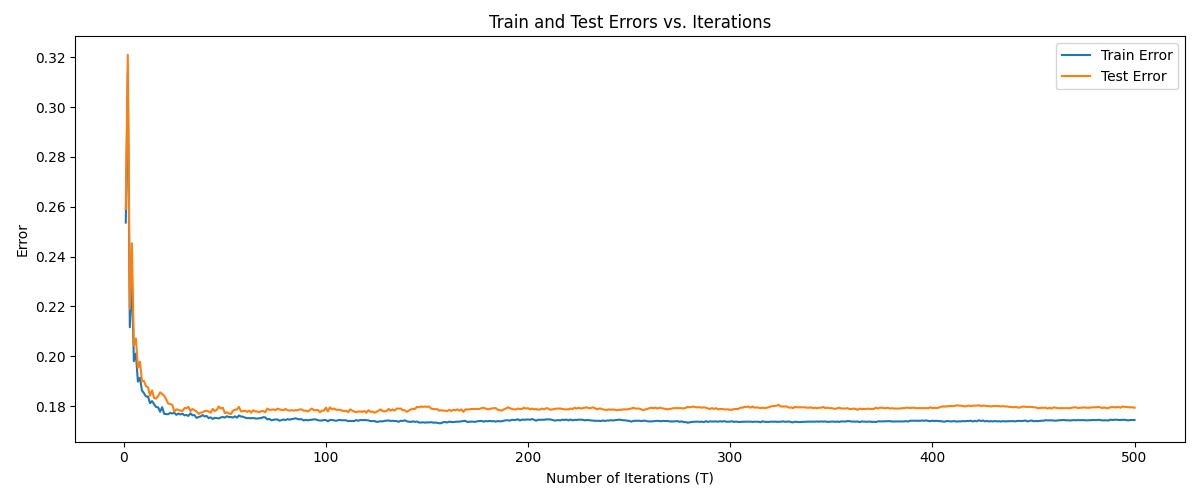 Train and Test Errors vs. Iterations
Train Error
Test Error
Error
0.32
0.30
0.28
0.26
0.24
0.22
0.20
0.18
0
100
200
300
400
500
Number of Iterations (T)